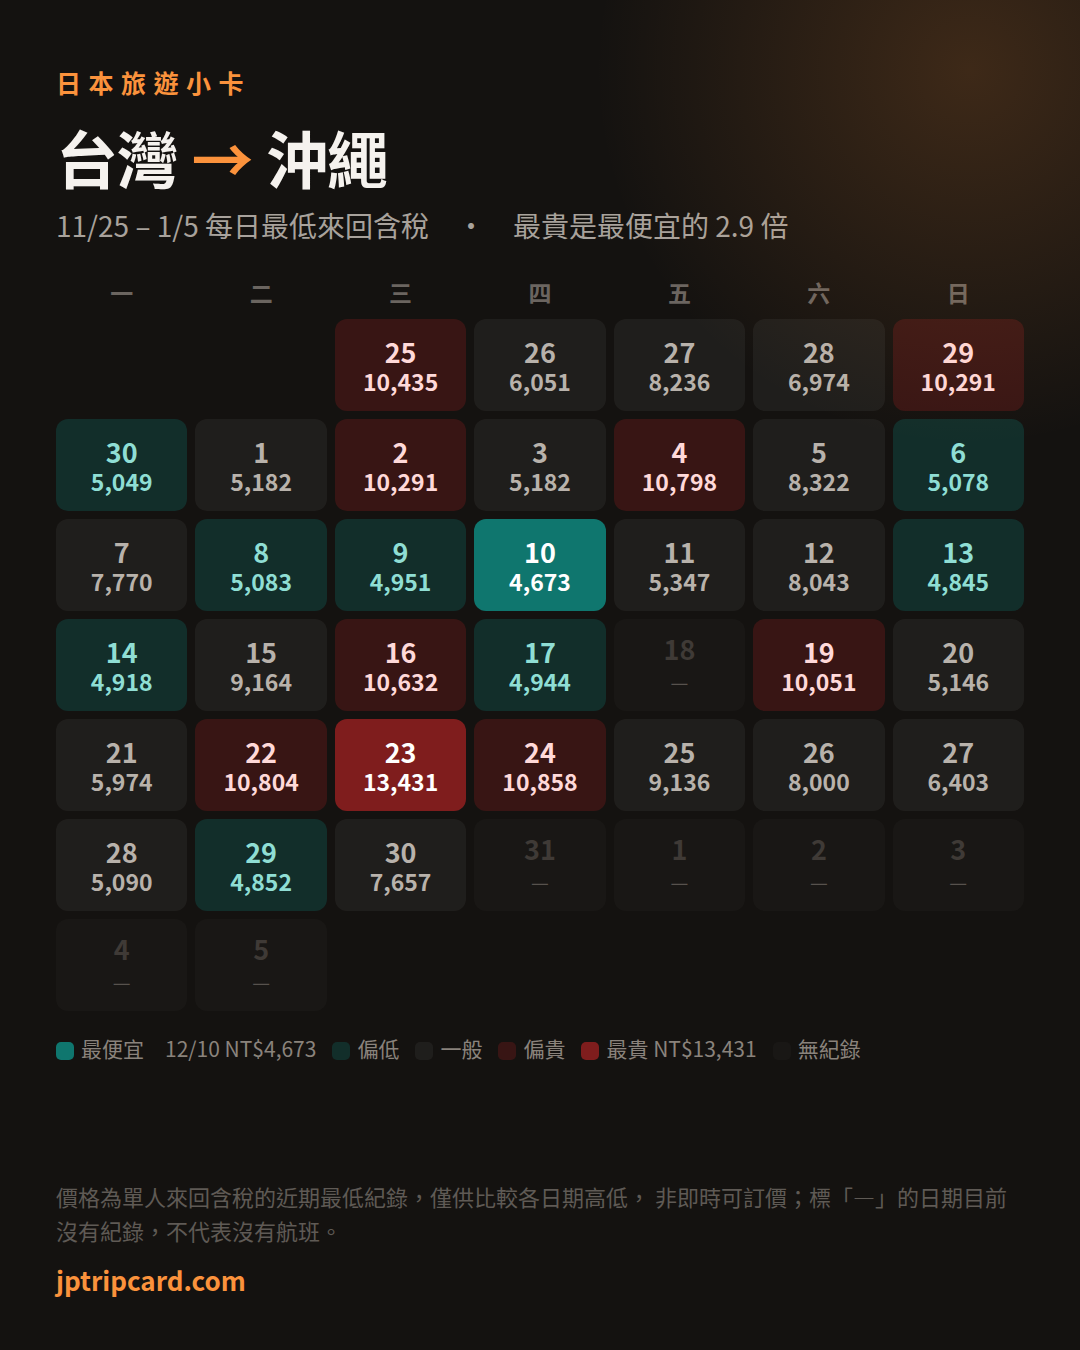 日本旅遊小卡
台灣 → 沖繩
11/25 – 1/5 每日最低來回含稅 ・ 最貴是最便宜的 2.9 倍
一 二 三 四 五 六 日
25 26 27 28 29
10,435 6,051 8,236 6,974 10,291
30 1 2 3 4 5 6
5,049 5,182 10,291 5,182 10,798 8,322 5,078
7 8 9 10 11 12 13
7,770 5,083 4,951 4,673 5,347 8,043 4,845
14 15 16 17 18 19 20
4,918 9,164 10,632 4,944 — 10,051 5,146
21 22 23 24 25 26 27
5,974 10,804 13,431 10,858 9,136 8,000 6,403
28 29 30 31 1 2 3
5,090 4,852 7,657 — — — —
4 5
— —
最便宜 12/10 NT$4,673 偏低 一般 偏貴 最貴 NT$13,431 無紀錄
價格為單人來回含稅的近期最低紀錄，僅供比較各日期高低， 非即時可訂價；標「—」的日期目前
沒有紀錄，不代表沒有航班。
jptripcard.com